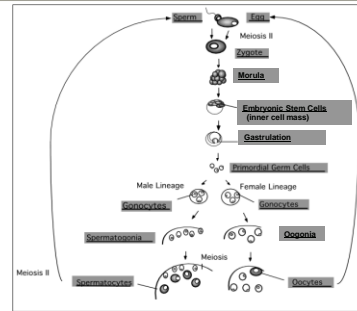 Sperm Egg
Meiosis II
Zygote
Morula
Embryonic Stem Cells
(inner cell mass)
Gastrulation
Primordial Germ Cells
Male Lineage Female Lineage
Gonocytes Gonocytes
Spermatogonia Oogonia
Meiosis
Meiosis II
Spermatocytes Oocytes